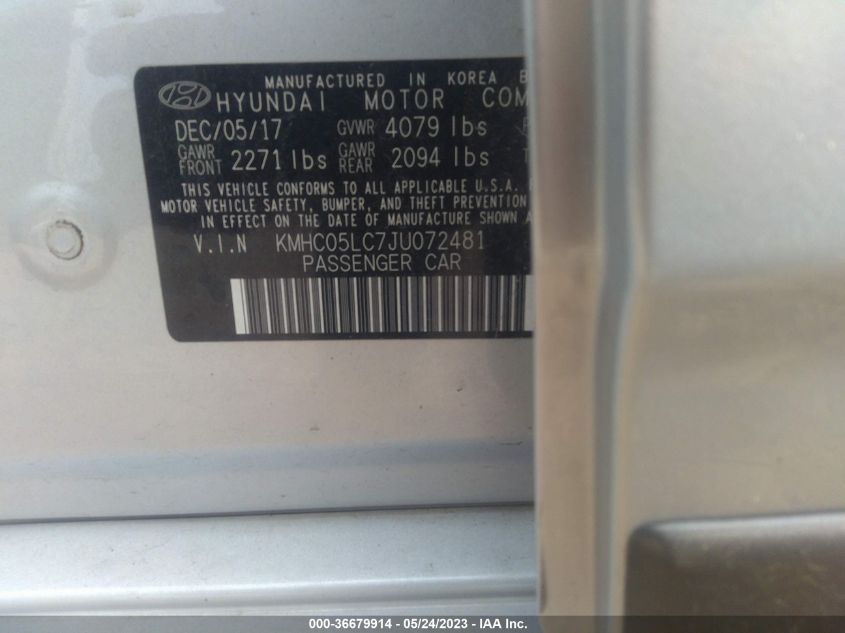 MANUFACTURED IN KOREA B
HYUNDAI MOTOR COM
DEC/05/17 GVWR 4079 lbs
GAWR FRONT 2271 lbs GAWR REAR 2094 lbs T
THIS VEHICLE CONFORMS TO ALL APPLICABLE U.S.A.
MOTOR VEHICLE SAFETY, BUMPER, AND THEFT PREVENTION
IN EFFECT ON THE DATE OF MANUFACTURE SHOWN A
V.I.N KMHC05LC7JU072481
PASSENGER CAR
000-36679914 - 05/24/2023 - IAA Inc.